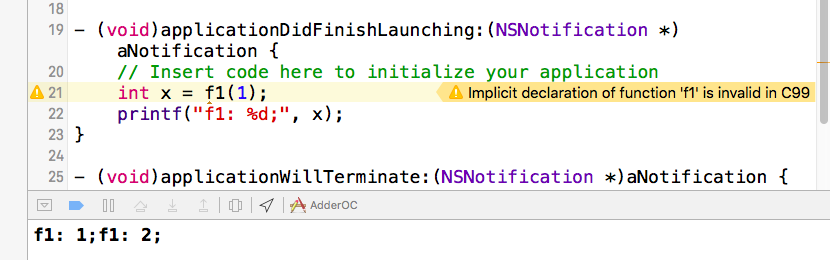 18
19 - (void)applicationDidFinishLaunching:(NSNotification *)
aNotification {
20 // Insert code here to initialize your application
21 int x = f1(1); Implicit declaration of function 'f1' is invalid in C99
22 printf("f1: %d;", x);
23 }
24
25 - (void)applicationWillTerminate:(NSNotification *)aNotification {
AdderOC
f1: 1;f1: 2;